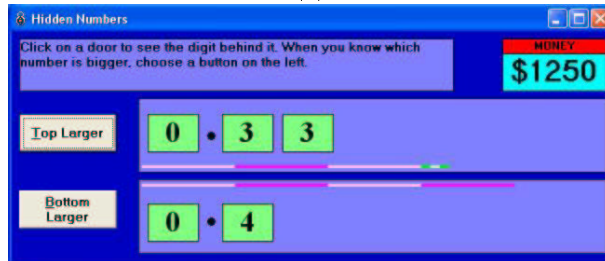 Hidden Numbers
Click on a door to see the digit behind it. When you know which
number is bigger, choose a button on the left.
MONEY
$1250
Top Larger
0 . 3 3
Bottom
Larger
0 . 4